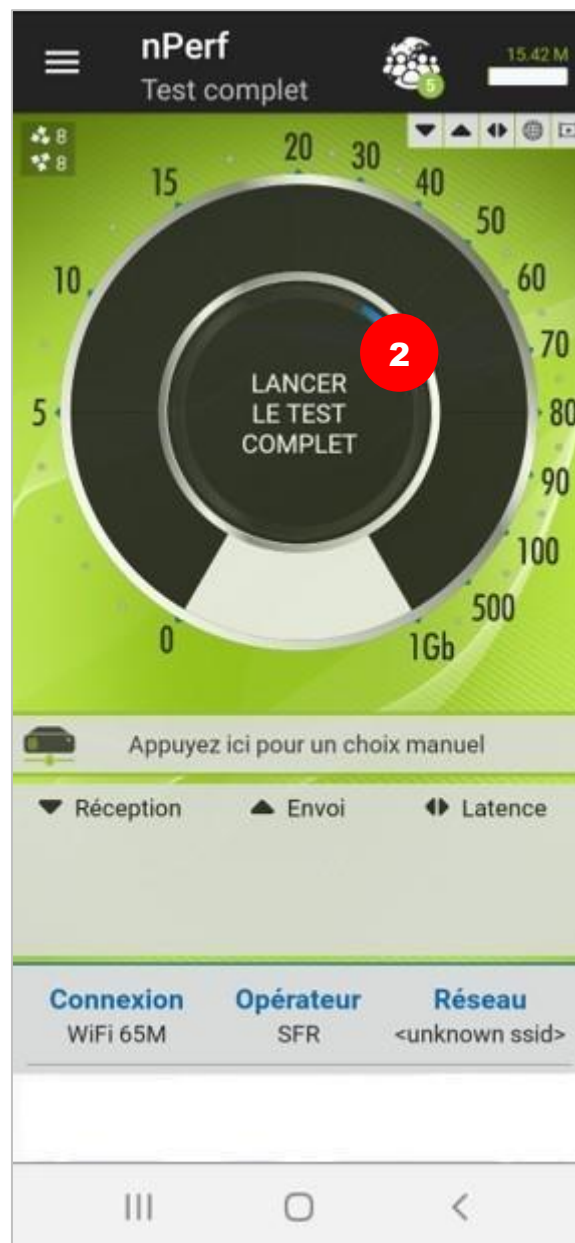 nPerf
Test complet
5
15.42 M
8
8
0
5
10
15
20
30
40
50
60
70
80
90
100
500
1Gb
2
LANCER
LE TEST
COMPLET
Appuyez ici pour un choix manuel
Réception Envoi Latence
Connexion Opérateur Réseau
WiFi 65M SFR <unknown ssid>